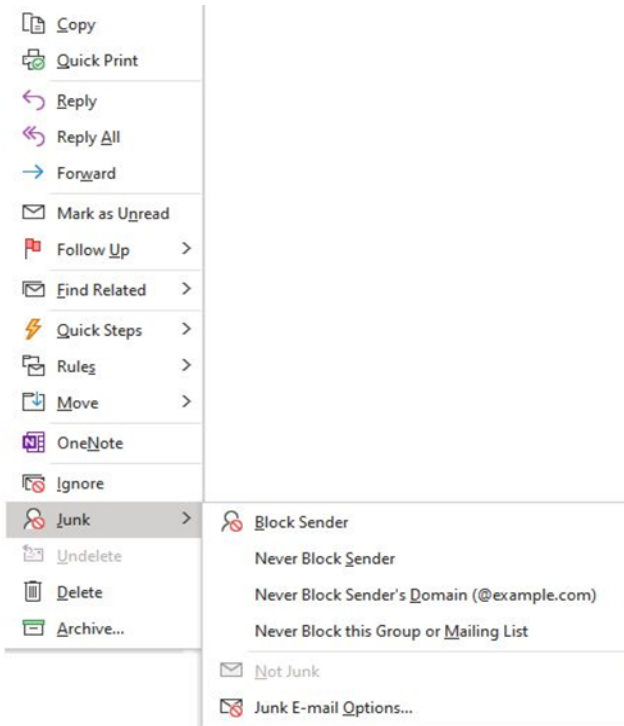 Copy
Quick Print
Reply
Reply All
Forward
Mark as Unread
Follow Up
Find Related
Quick Steps
Rules
Move
OneNote
Ignore
Junk
Undelete
Delete
Archive...
Block Sender
Never Block Sender
Never Block Sender's Domain (@example.com)
Never Block this Group or Mailing List
Not Junk
Junk E-mail Options...